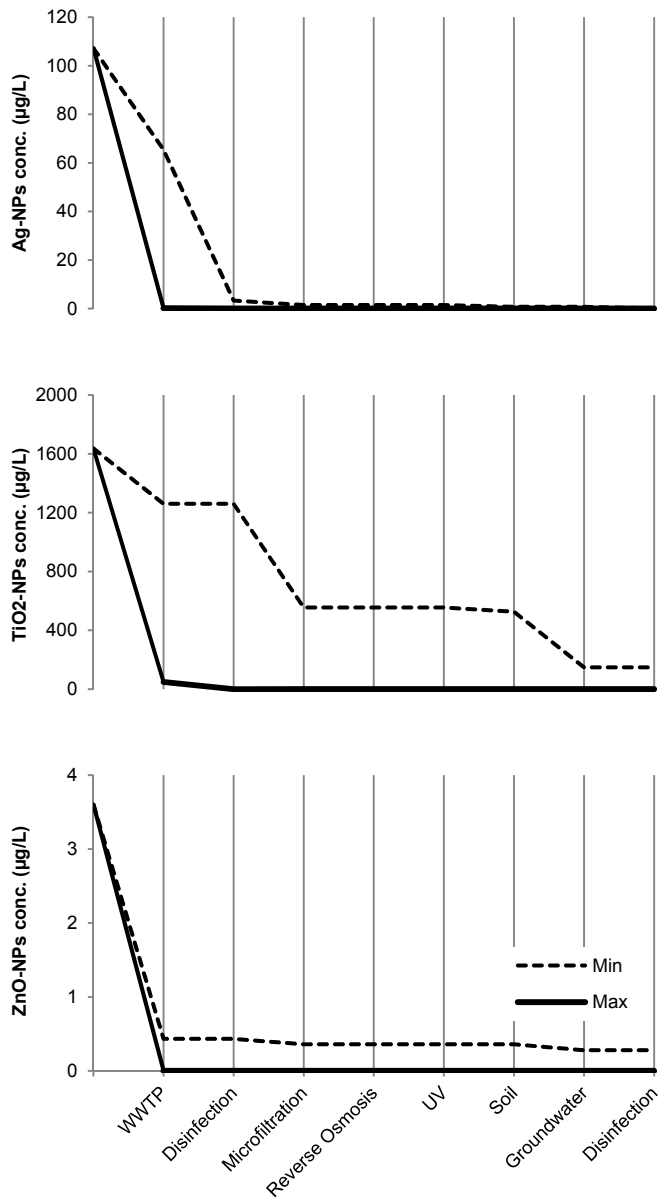 120
100
80
60
40
20
0
Ag-NPs conc. (µg/L)
2000
1600
1200
800
400
0
TiO2-NPs conc. (µg/L)
4
3
2
1
0
ZnO-NPs conc. (µg/L)
Min
Max
WWTP
Disinfection
Microfiltration
Reverse Osmosis
UV
Soil
Groundwater
Disinfection